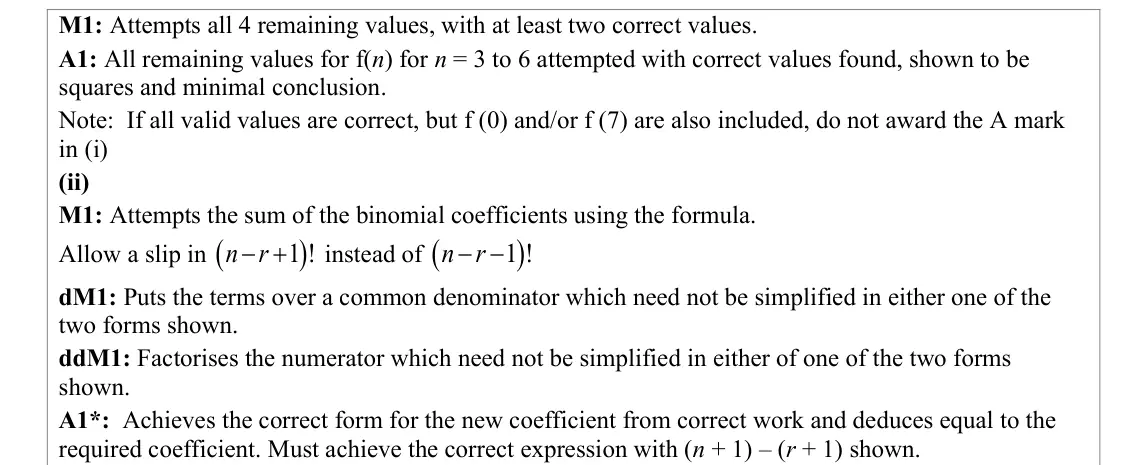 M1: Attempts all 4 remaining values, with at least two correct values.
A1: All remaining values for f(n) for n = 3 to 6 attempted with correct values found, shown to be
squares and minimal conclusion.
Note:  If all valid values are correct, but f (0) and/or f (7) are also included, do not award the A mark
in (i)
(ii)
M1: Attempts the sum of the binomial coefficients using the formula.
Allow a slip in (n−r+1)! instead of (n−r−1)!
dM1: Puts the terms over a common denominator which need not be simplified in either one of the
two forms shown.
ddM1: Factorises the numerator which need not be simplified in either of one of the two forms
shown.
A1*:  Achieves the correct form for the new coefficient from correct work and deduces equal to the
required coefficient. Must achieve the correct expression with (n + 1) – (r + 1) shown.